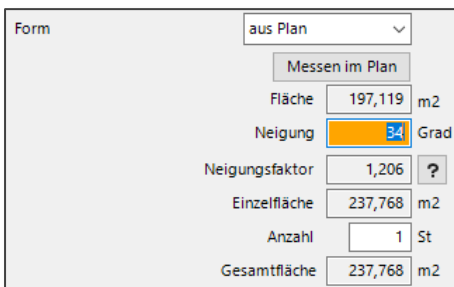 Form aus Plan
Messen im Plan
Fläche 197,119 m2
Neigung 34 Grad
Neigungsfaktor 1,206 ?
Einzelfläche 237,768 m2
Anzahl 1 St
Gesamtfläche 237,768 m2